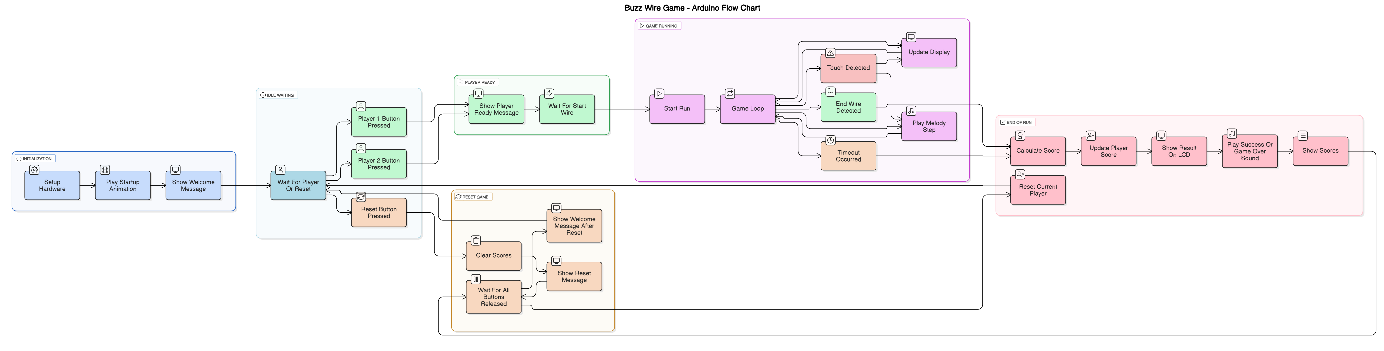 Buzz Wire Game - Arduino Flow Chart
GAME RUNNING
Update Display
Touch Detected
Start Run
Game Loop
End Wire
Detected
Play Melody
Step
Timeout
Occurred
PLAYER READY
Show Player
Ready Message
Wait For Start
Wire
IDLE WAITING
Player 1 Button
Pressed
Player 2 Button
Pressed
Wait For Player
Or Reset
Reset Button
Pressed
INITIALIZATION
Setup
Hardware
Play Startup
Animation
Show Welcome
Message
END OF RUN
Calculate Score
Update Player
Score
Show Result
On LCD
Play Success Or
Game Over
Sound
Show Scores
Reset Current
Player
RESET GAME
Show Welcome
Message After
Reset
Clear Scores
Show Reset
Message
Wait For All
Buttons
Released